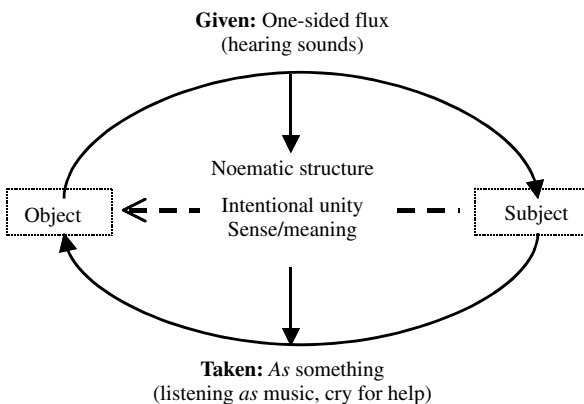 Given: One-sided flux
(hearing sounds)
Noematic structure
Object
Intentional unity
Sense/meaning
Subject
Taken: As something
(listening as music, cry for help)